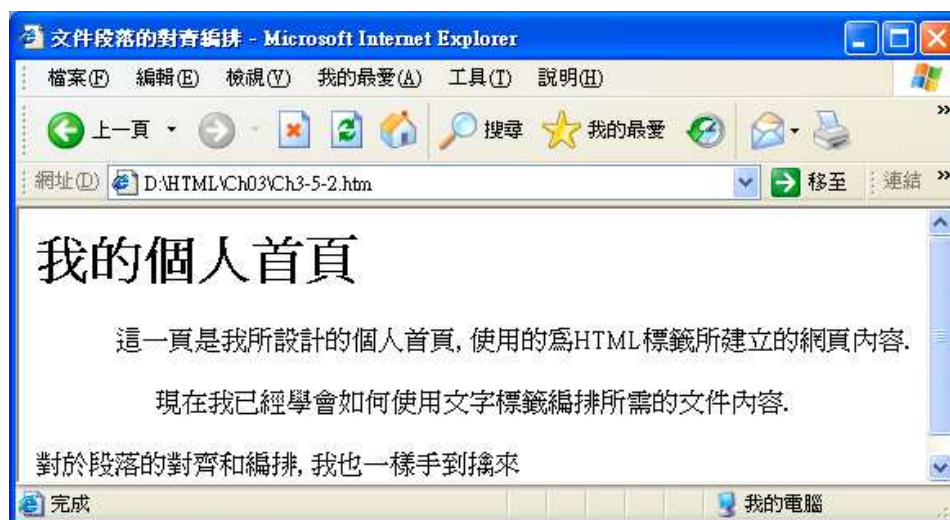 文件段落的對齊編排 - Microsoft Internet Explorer
檔案(F) 編輯(E) 檢視(V) 我的最愛(A) 工具(T) 說明(H)
上一頁 搜尋 我的最愛 »
網址(D) D:\HTML\Ch03\Ch3-5-2.htm 移至 連結 »
我的個人首頁
這一頁是我所設計的個人首頁, 使用的為HTML標籤所建立的網頁內容.
現在我已經學會如何使用文字標籤編排所需的文件內容.
對於段落的對齊和編排, 我也一樣手到擒來
完成 我的電腦